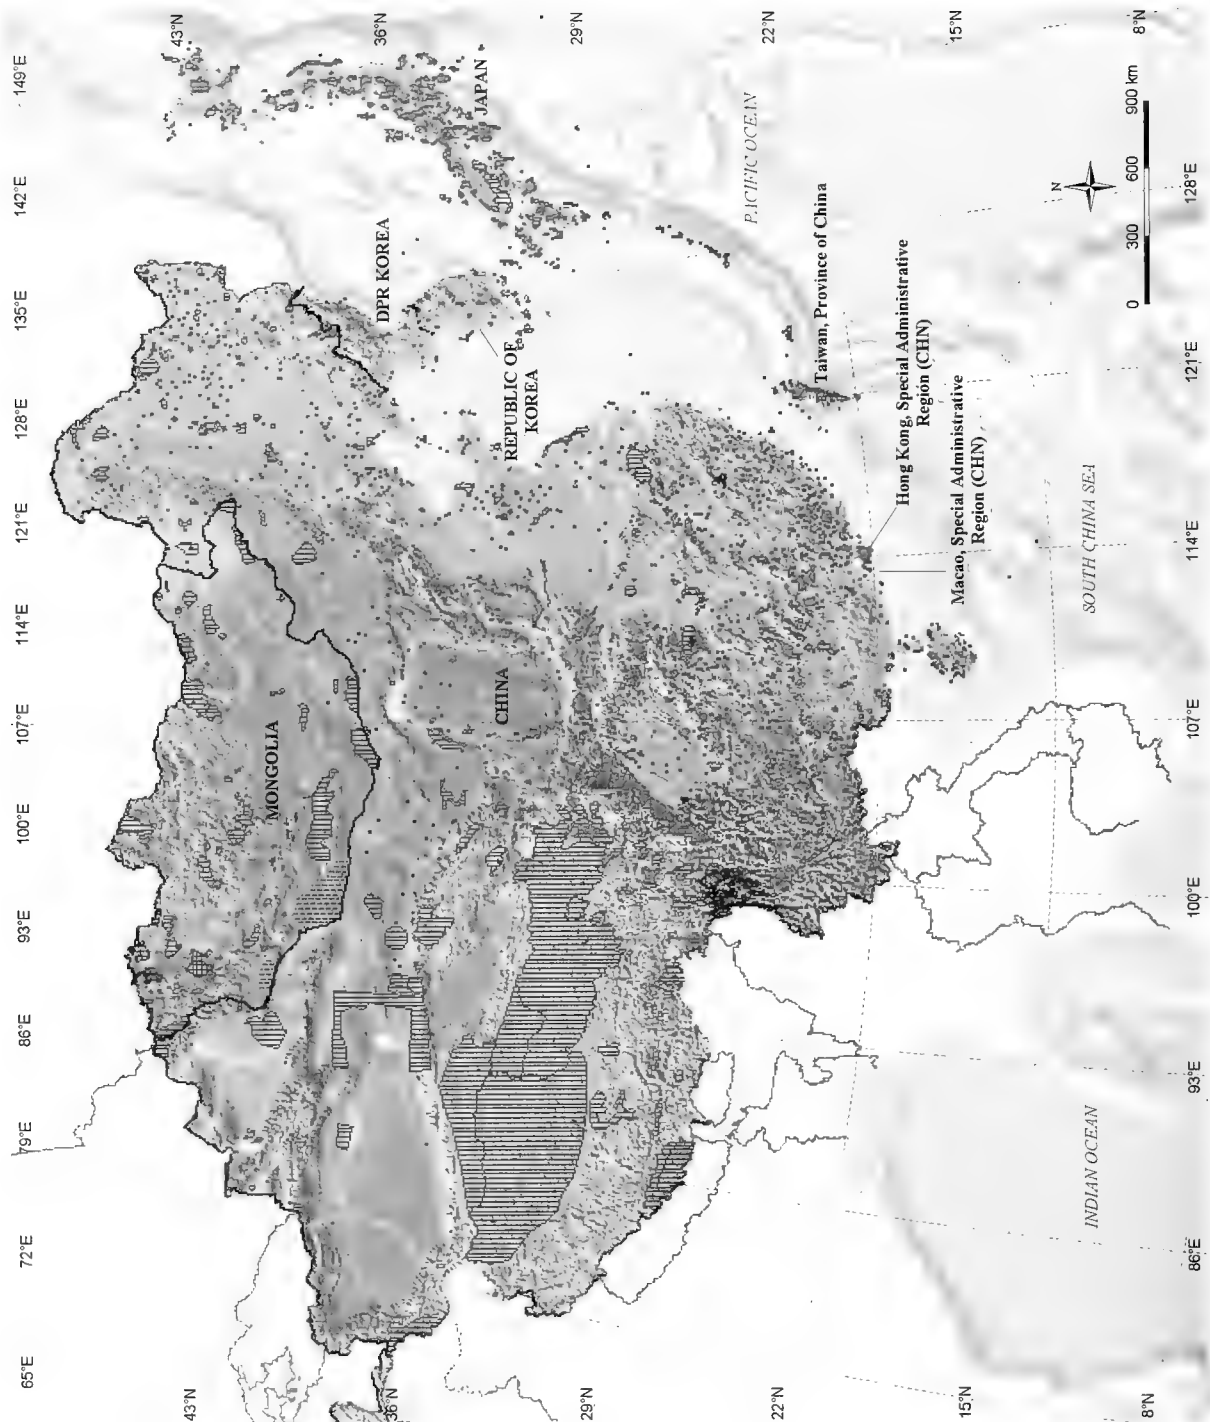 65°E
72°E
79°E
86°E
93°E
100°E
107°E
114°E
121°E
128°E
135°E
142°E
149°E
43°N
43°N
MONGOLIA
36°N
36°N
DPR KOREA
JAPAN
CHINA
REPUBLIC OF
KOREA
29°N
29°N
PACIFIC OCEAN
22°N
22°N
Taiwan, Province of China
Hong Kong, Special Administrative
Region (CHN)
Macao, Special Administrative
Region (CHN)
15°N
15°N
INDIAN OCEAN
SOUTH CHINA SEA
N
0 300 600 900 km
8°N
8°N
86°E
93°E
100°E
107°E
114°E
121°E
128°E